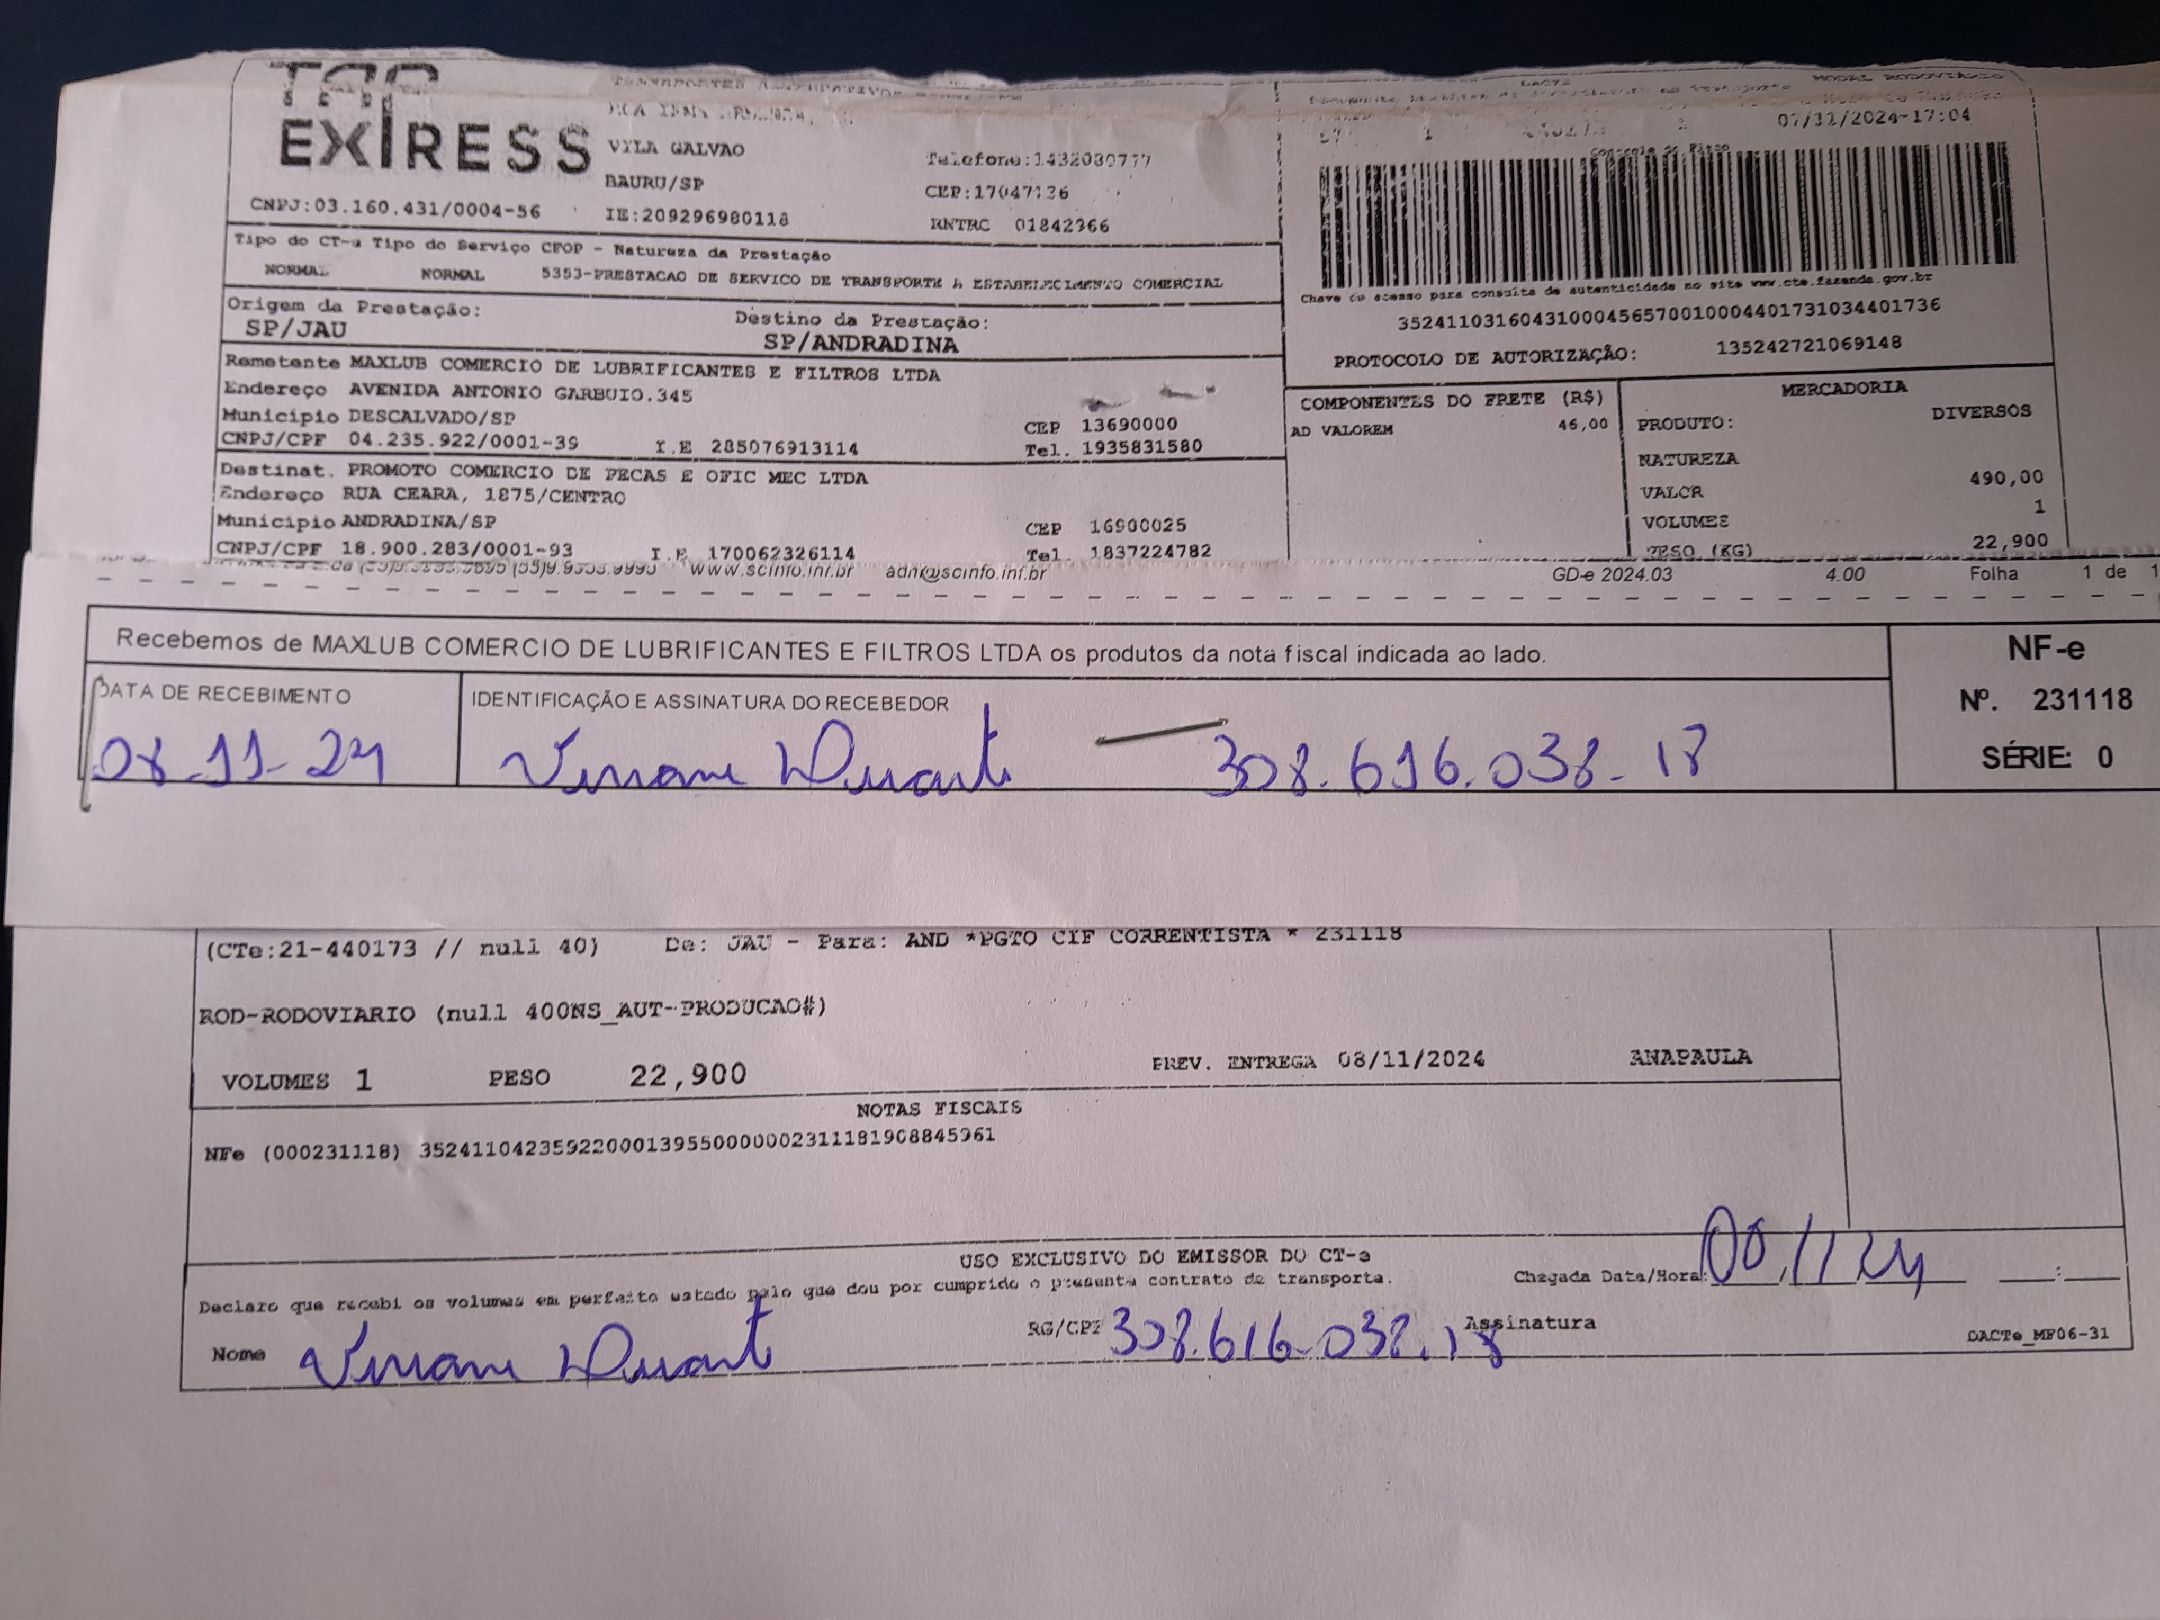 EXPRESS
VILA GALVAO
Telefone:1432030777
07/11/2024-17:04
BAURU/SP
CEP:17047136
CNPJ:03.160.431/0004-56
IE:209296980118
RNTRC 01842366
Tipo do CT-e Tipo do Serviço CFOP - Natureza da Prestação
NORMAL NORMAL 5353-PRESTACAO DE SERVICO DE TRANSPORTE A ESTABELECIMENTO COMERCIAL
Chave de acesso para consulta de autenticidade no site www.cte.fazenda.gov.br
35241103160431000456570010004401731034401736
PROTOCOLO DE AUTORIZAÇÃO: 135242721069148
Origem da Prestação: Destino da Prestação:
SP/JAU SP/ANDRADINA
Remetente MAXLUB COMERCIO DE LUBRIFICANTES E FILTROS LTDA
Endereço AVENIDA ANTONIO GARBUIO.345
Município DESCALVADO/SP CEP 13690000
CNPJ/CPF 04.235.922/0001-39 I.E 285076913114 Tel. 1935831580
COMPONENTES DO FRETE (R$)
AD VALOREM 46,00
MERCADORIA
PRODUTO: DIVERSOS
NATUREZA
VALOR 490,00
VOLUMES 1
PESO (KG) 22,900
Destinat. PROMOTO COMERCIO DE PECAS E OFIC MEC LTDA
Endereço RUA CEARA, 1875/CENTRO
Município ANDRADINA/SP CEP 16900025
CNPJ/CPF 18.900.283/0001-93 I.E 170062326114 Tel. 1837224782
www.scinfo.inf.br adnr@scinfo.inf.br GD-e 2024.03 4.00 Folha 1 de 1
Recebemos de MAXLUB COMERCIO DE LUBRIFICANTES E FILTROS LTDA os produtos da nota fiscal indicada ao lado.
NF-e
Nº. 231118
SÉRIE: 0
DATA DE RECEBIMENTO
08.11-24
IDENTIFICAÇÃO E ASSINATURA DO RECEBEDOR
308.616.038-18
(CTe:21-440173 // null 40) De: JAU - Para: AND *PGTO CIF CORRENTISTA * 231118
ROD-RODOVIARIO (null 400NS_AUT-PRODUCAO#)
VOLUMES 1 PESO 22,900 PREV. ENTREGA 08/11/2024 ANAPAULA
NOTAS FISCAIS
NFe (000231118) 35241104235922000139550000002311181908845961
USO EXCLUSIVO DO EMISSOR DO CT-e
Declaro que recebi os volumes em perfeito estado pelo que dou por cumprido o presente contrato de transporte.
Chegada Data/Hora:
Nome
RG/CPF 308.616.038.18
Assinatura
DACTe_MF06-31